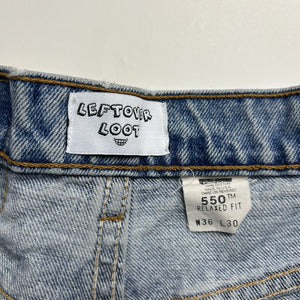 LEFTOVER
LOOT
550™
RELAXED FIT
W36 L30